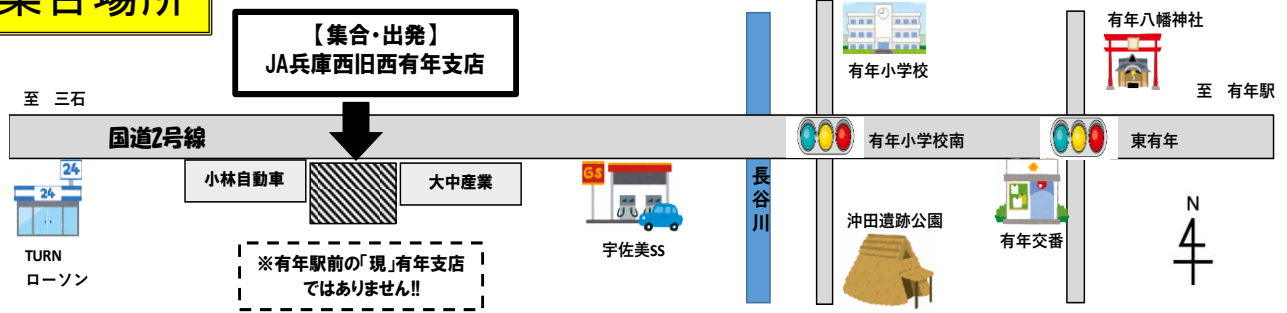 集合場所
【集合・出発】
JA兵庫西旧西有年支店
有年八幡神社
有年小学校
至　三石
至　有年駅
国道2号線
有年小学校南
東有年
24
24
小林自動車
大中産業
GS
長谷川
沖田遺跡公園
有年交番
宇佐美SS
N
TURN
ローソン
※有年駅前の「現」有年支店
ではありません!!